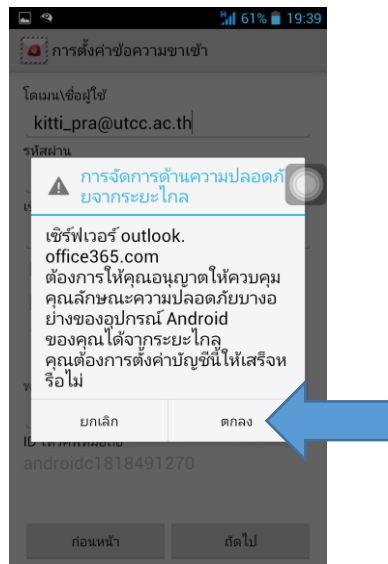 H 61% 19:39
การตั้งค่าข้อความขาเข้า
โดเมน\ชื่อผู้ใช้
kitti_pra@utcc.ac.th
รหัสผ่าน
การจัดการด้านความปลอดภั
ยจากระยะไกล
เซิร์ฟเวอร์ outlook.
office365.com
ต้องการให้คุณอนุญาตให้ควบคุม
คุณลักษณะความปลอดภัยบางอ
ย่างของอุปกรณ์ Android
ของคุณได้จากระยะไกล
คุณต้องการตั้งค่าบัญชีนี้ให้เสร็จห
รือไม่
ยกเลิก ตกลง
androidc1818491270
ก่อนหน้า ถัดไป